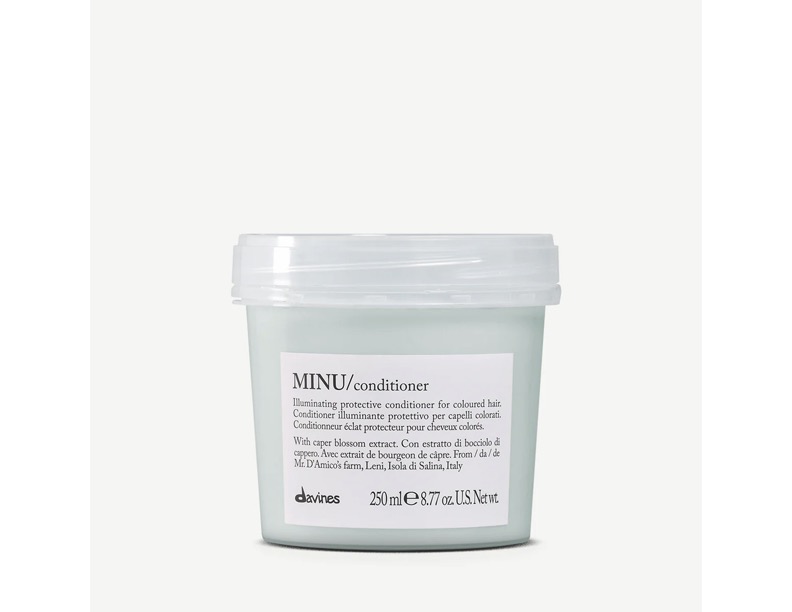 MINU/conditioner
Illuminating protective conditioner for coloured hair.
Conditioner illuminante protettivo per capelli colorati.
Conditionneur éclat protecteur pour cheveux colorés.
With caper blossom extract. Con estratto di bocciolo di
cappero. Avec extrait de bourgeon de câpre. From / da / de
Mr. D'Amico's farm, Leni, Isola di Salina, Italy
davines 250 ml ℮ 8.77 oz. U.S. Net wt.